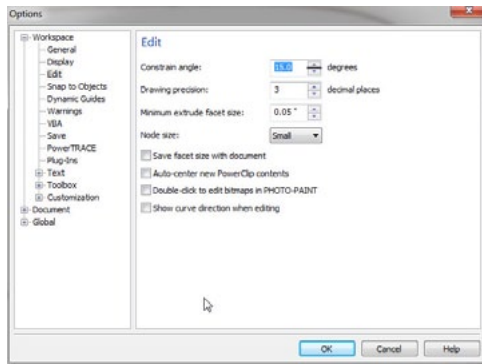 Options
Workspace
General
Display
Edit
Snap to Objects
Dynamic Guides
Warnings
VBA
Save
PowerTRACE
Plug-Ins
Text
Toolbox
Customization
Document
Global
Edit
Constrain angle: 15.0 degrees
Drawing precision: 3 decimal places
Minimum extrude facet size: 0.05 "
Node size: Small
Save facet size with document
Auto-center new PowerClip contents
Double-click to edit bitmaps in PHOTO-PAINT
Show curve direction when editing
OK Cancel Help